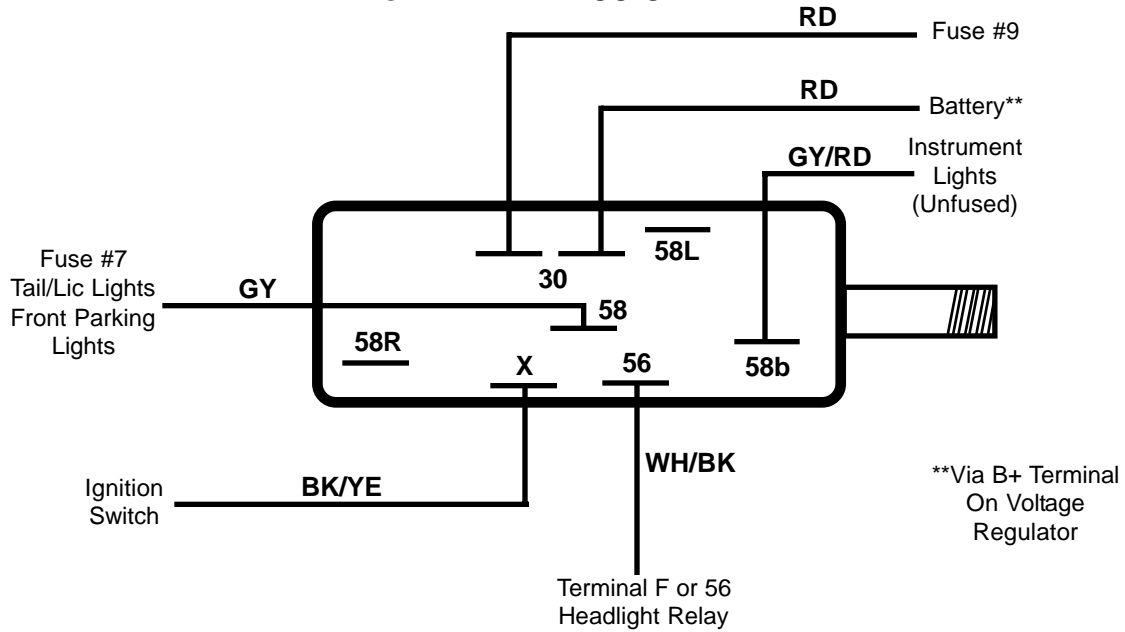 RD
Fuse #9
RD
Battery**
GY/RD
Instrument
Lights
(Unfused)
58L
30
Fuse #7
Tail/Lic Lights
Front Parking
Lights
GY
58
58R
X
56
58b
WH/BK
Ignition
Switch
BK/YE
**Via B+ Terminal
On Voltage
Regulator
Terminal F or 56
Headlight Relay